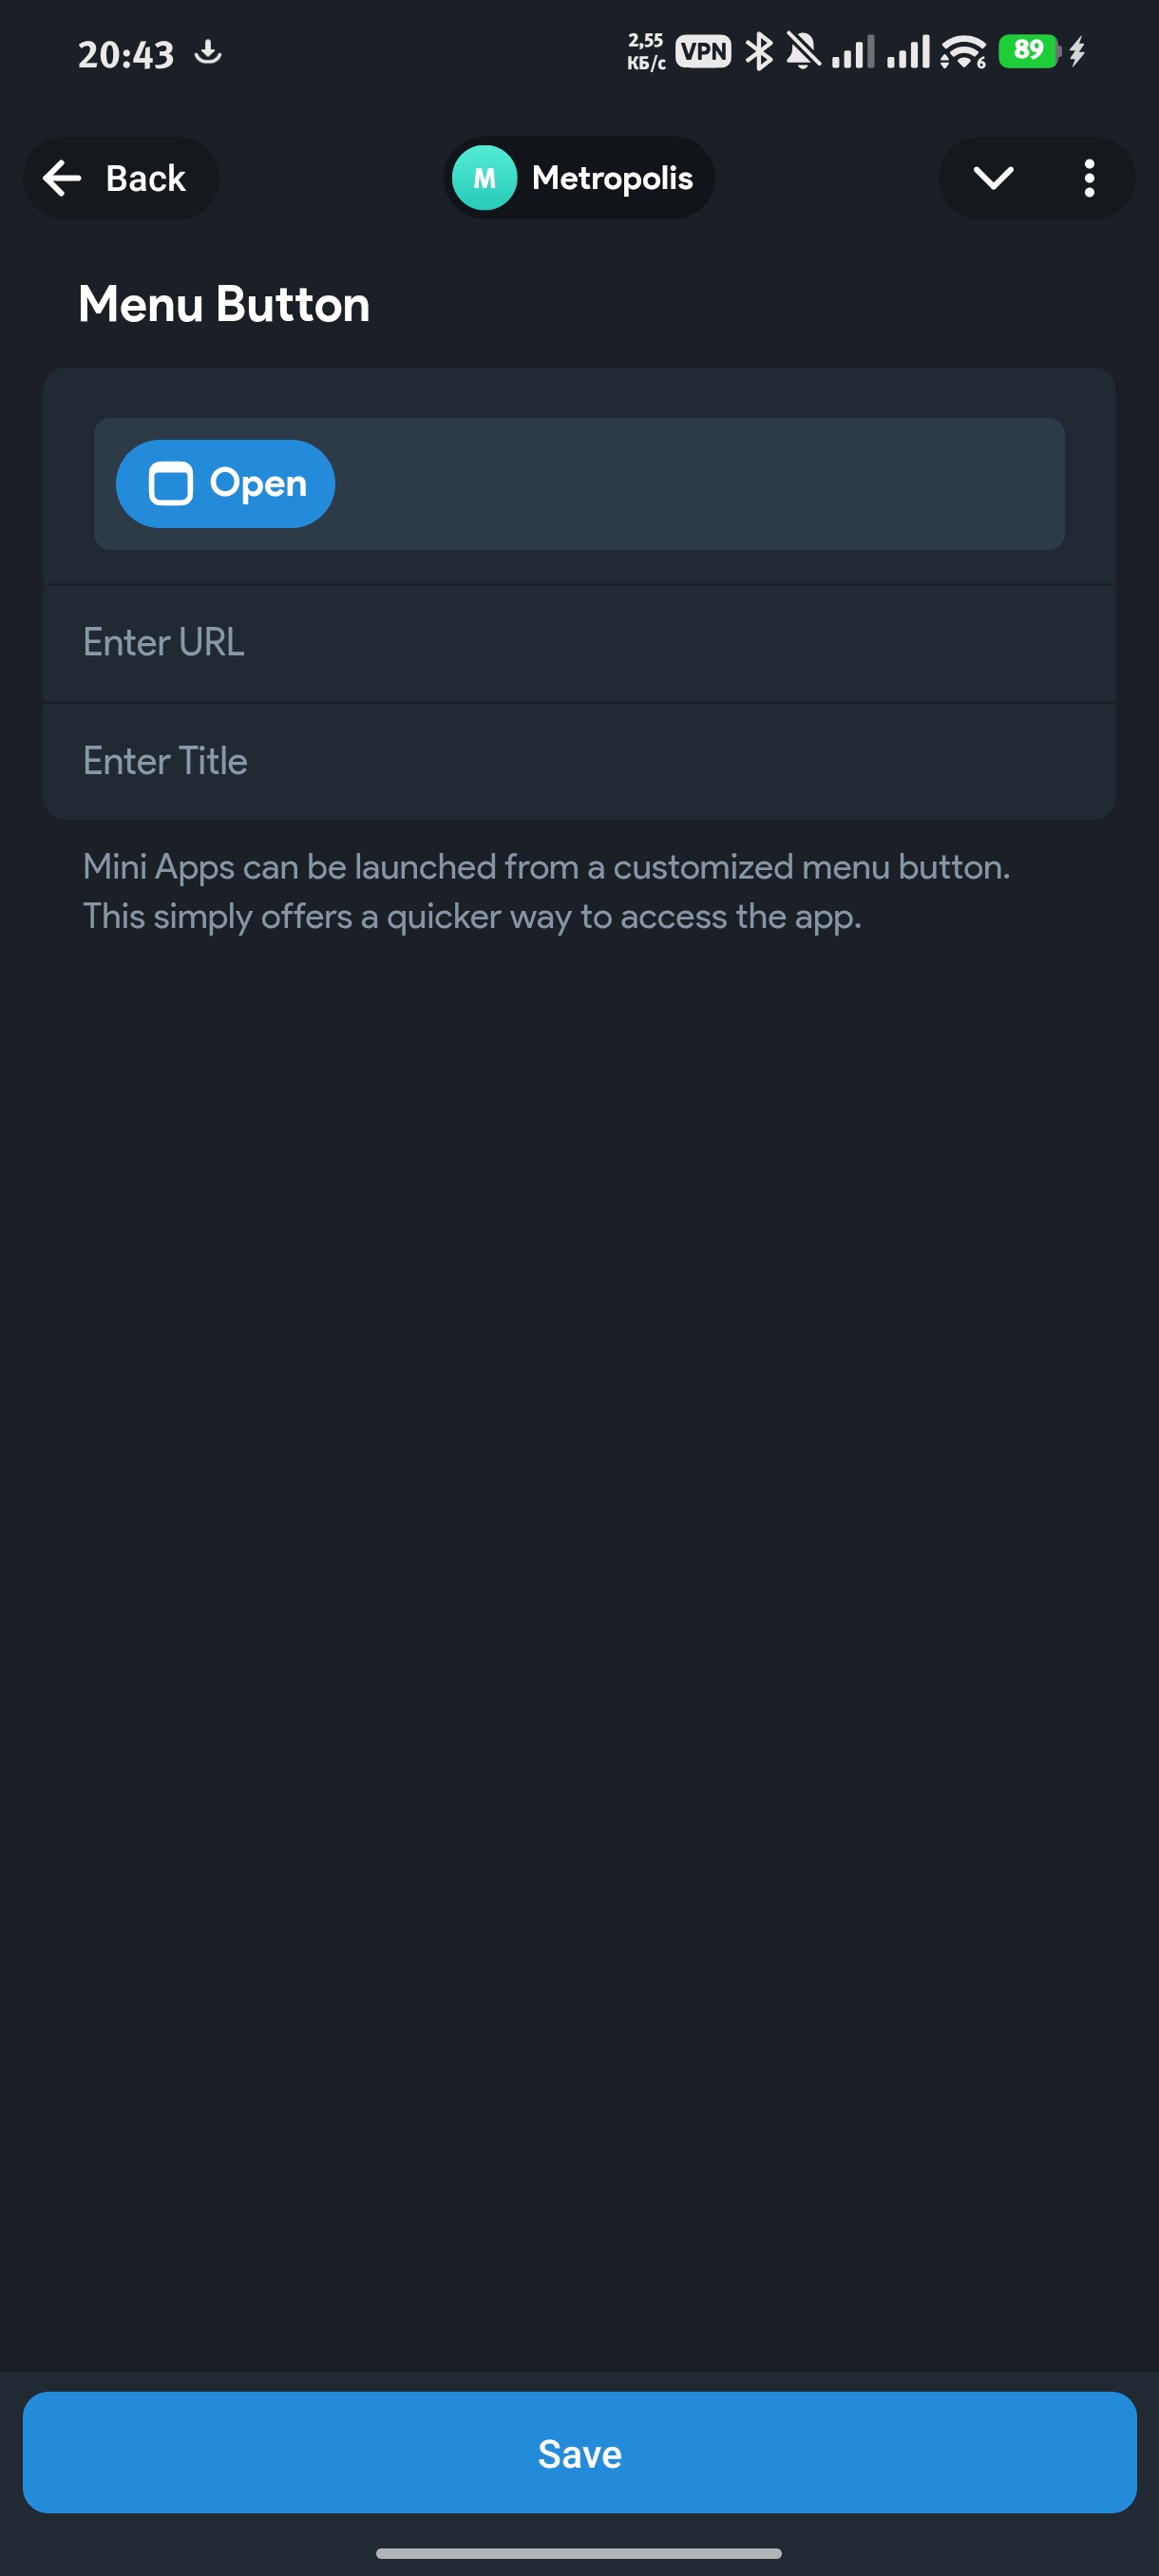 20:43
2,55
КБ/с
VPN
6
89
Back
M
Metropolis
Menu Button
Open
Enter URL
Enter Title
Mini Apps can be launched from a customized menu button.
This simply offers a quicker way to access the app.
Save